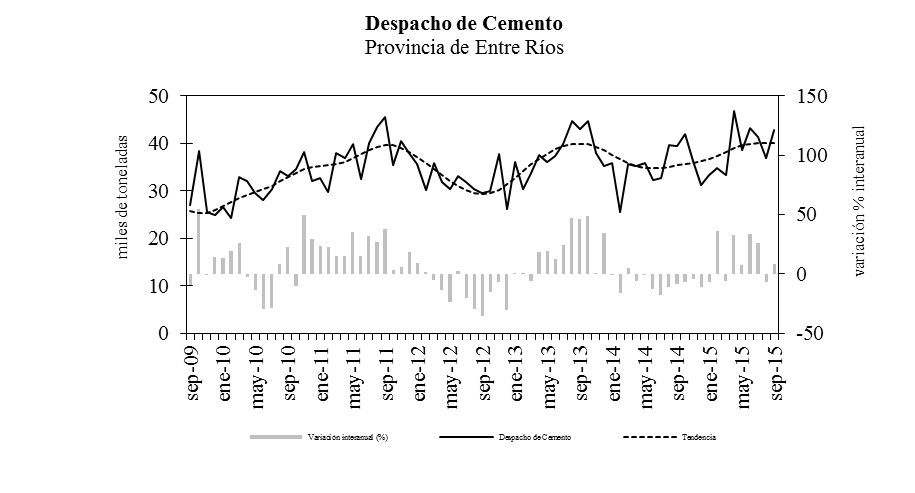 Despacho de Cemento
Provincia de Entre Ríos
miles de toneladas
50
40
30
20
10
0
150
100
50
0
-50
variación % interanual
sep-09
ene-10
may-10
sep-10
ene-11
may-11
sep-11
ene-12
may-12
sep-12
ene-13
may-13
sep-13
ene-14
may-14
sep-14
ene-15
may-15
sep-15
Variación interanual (%)
Despacho de Cemento
Tendencia